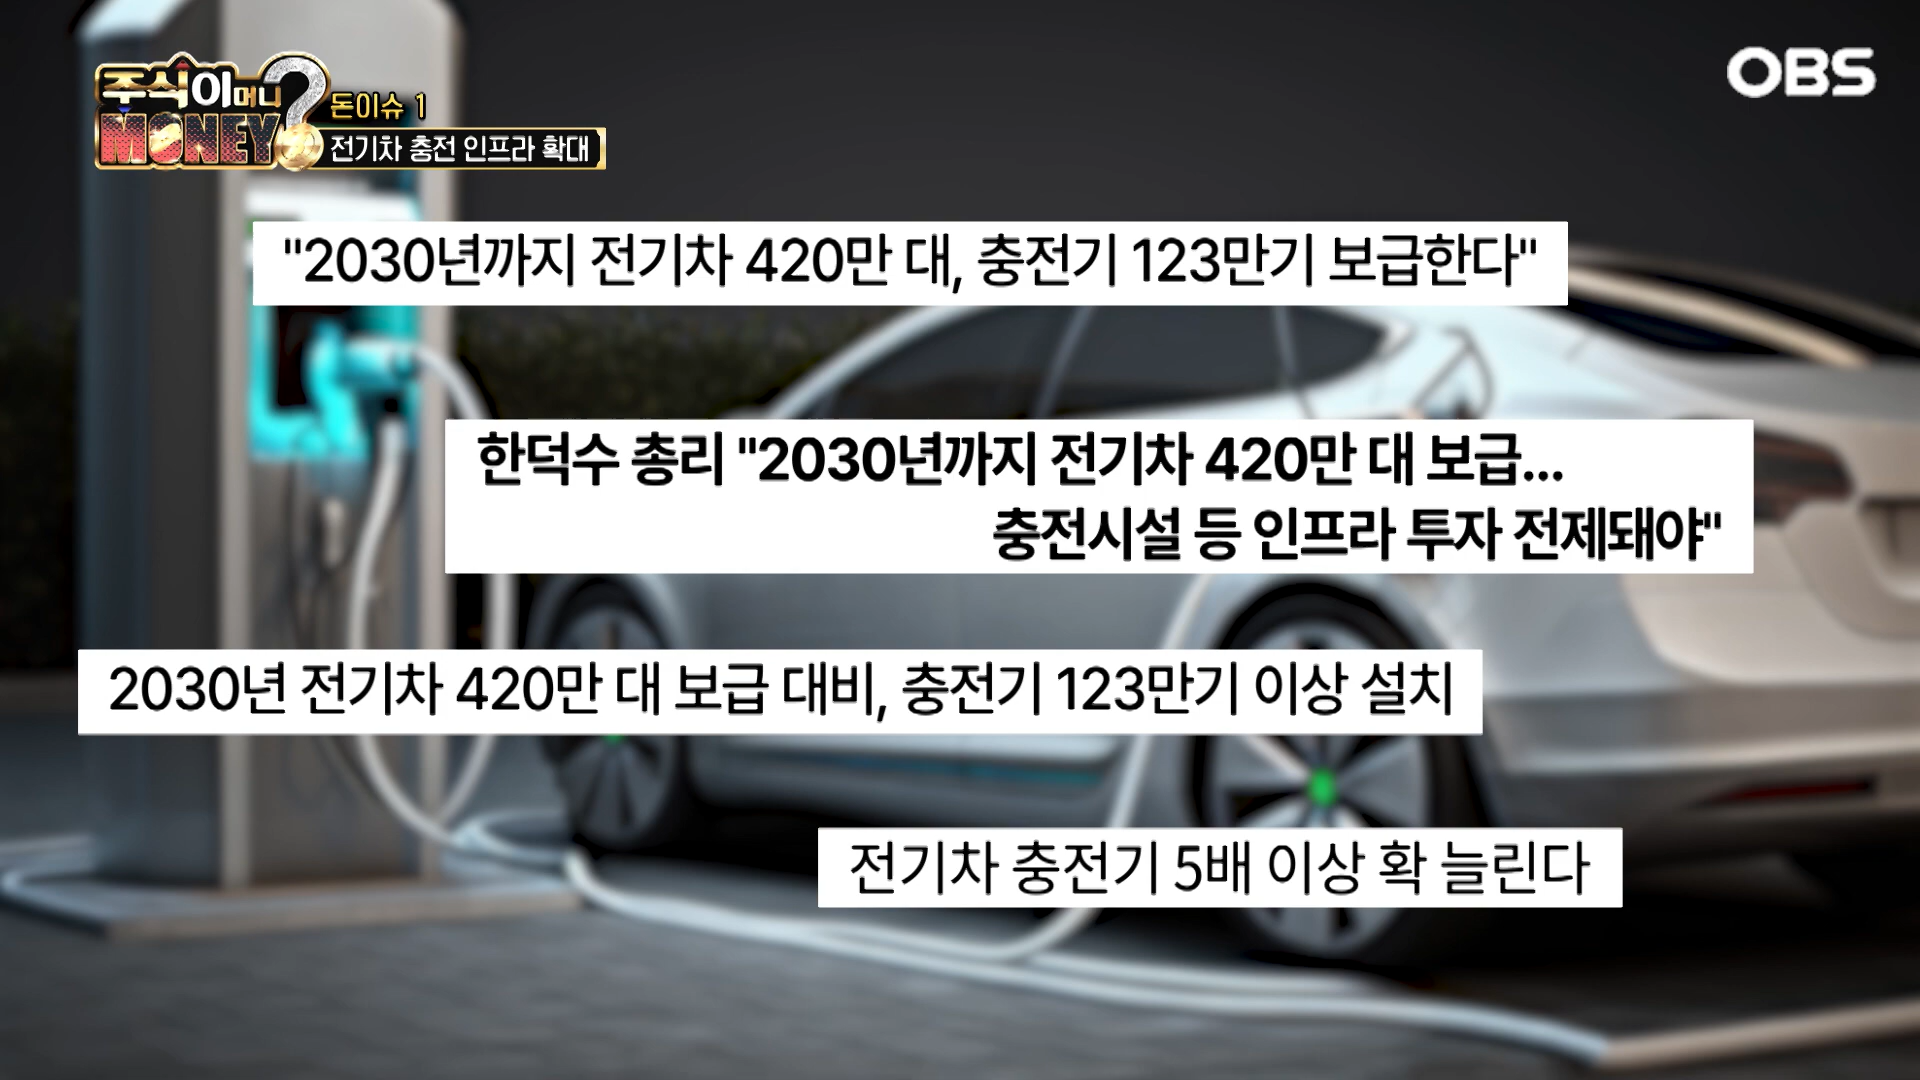 주식이머니
MONEY?
돈이슈 1
전기차 충전 인프라 확대
OBS
"2030년까지 전기차 420만 대, 충전기 123만기 보급한다"
한덕수 총리 "2030년까지 전기차 420만 대 보급...
충전시설 등 인프라 투자 전제돼야"
2030년 전기차 420만 대 보급 대비, 충전기 123만기 이상 설치
전기차 충전기 5배 이상 확 늘린다